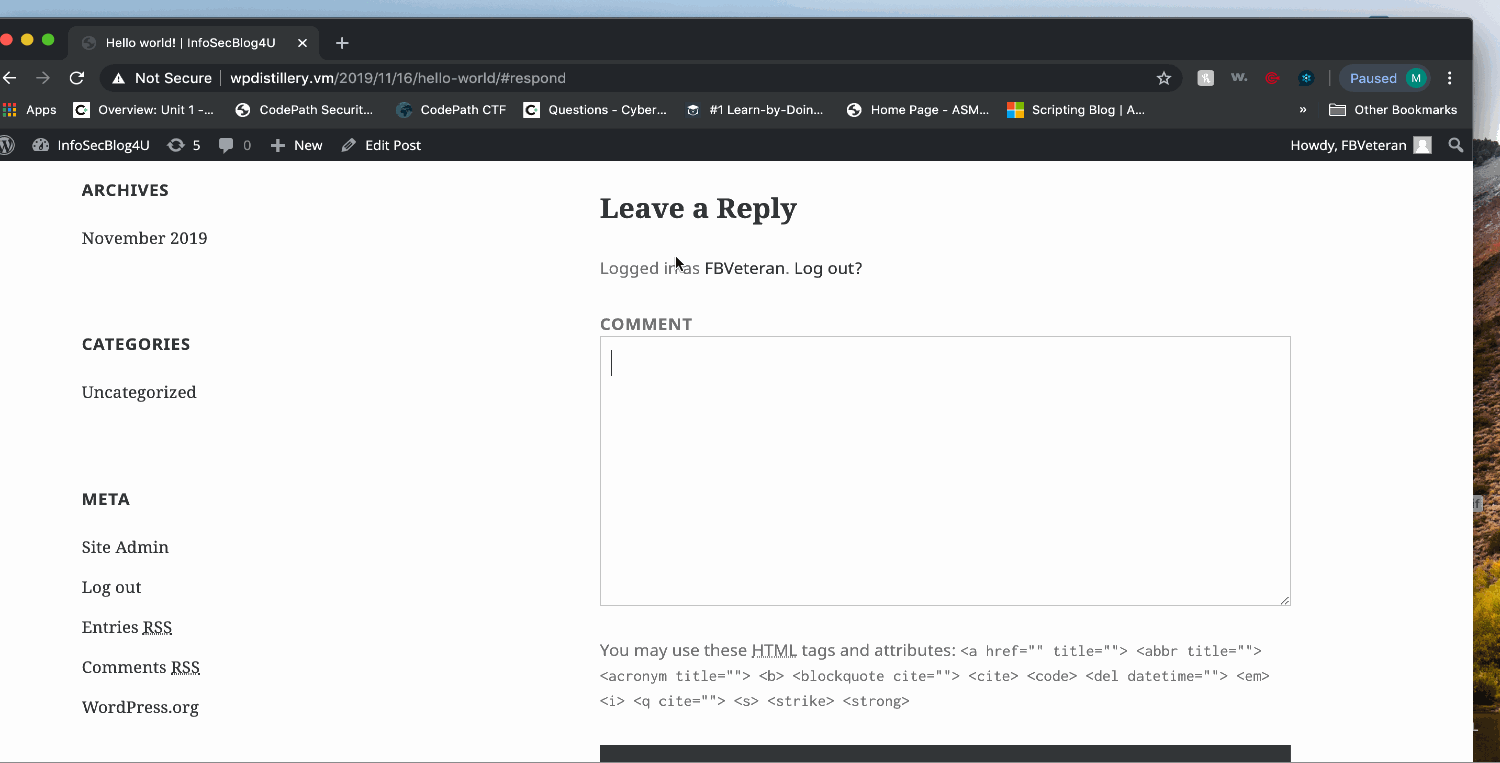 Hello world! | InfoSecBlog4U
Not Secure wpdistillery.vm/2019/11/16/hello-world/#respond Paused M
Apps Overview: Unit 1 -... CodePath Securit... CodePath CTF Questions - Cyber... #1 Learn-by-Doin... Home Page - ASM... Scripting Blog | A... » Other Bookmarks
InfoSecBlog4U 5 0 New Edit Post Howdy, FBVeteran
ARCHIVES
November 2019
CATEGORIES
Uncategorized
META
Site Admin
Log out
Entries RSS
Comments RSS
WordPress.org
Leave a Reply
Logged in as FBVeteran. Log out?
COMMENT
You may use these HTML tags and attributes: <a href="" title=""> <abbr title="">
<acronym title=""> <b> <blockquote cite=""> <cite> <code> <del datetime=""> <em>
<i> <q cite=""> <s> <strike> <strong>